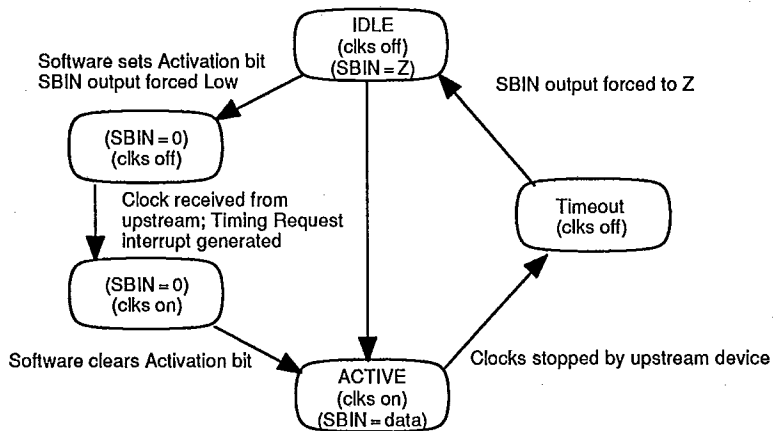 IDLE
(clks off)
(SBIN = Z)
Software sets Activation bit
SBIN output forced Low
SBIN output forced to Z
(SBIN = 0)
(clks off)
Clock received from
upstream; Timing Request
interrupt generated
Timeout
(clks off)
(SBIN = 0)
(clks on)
Software clears Activation bit
Clocks stopped by upstream device
ACTIVE
(clks on)
(SBIN = data)